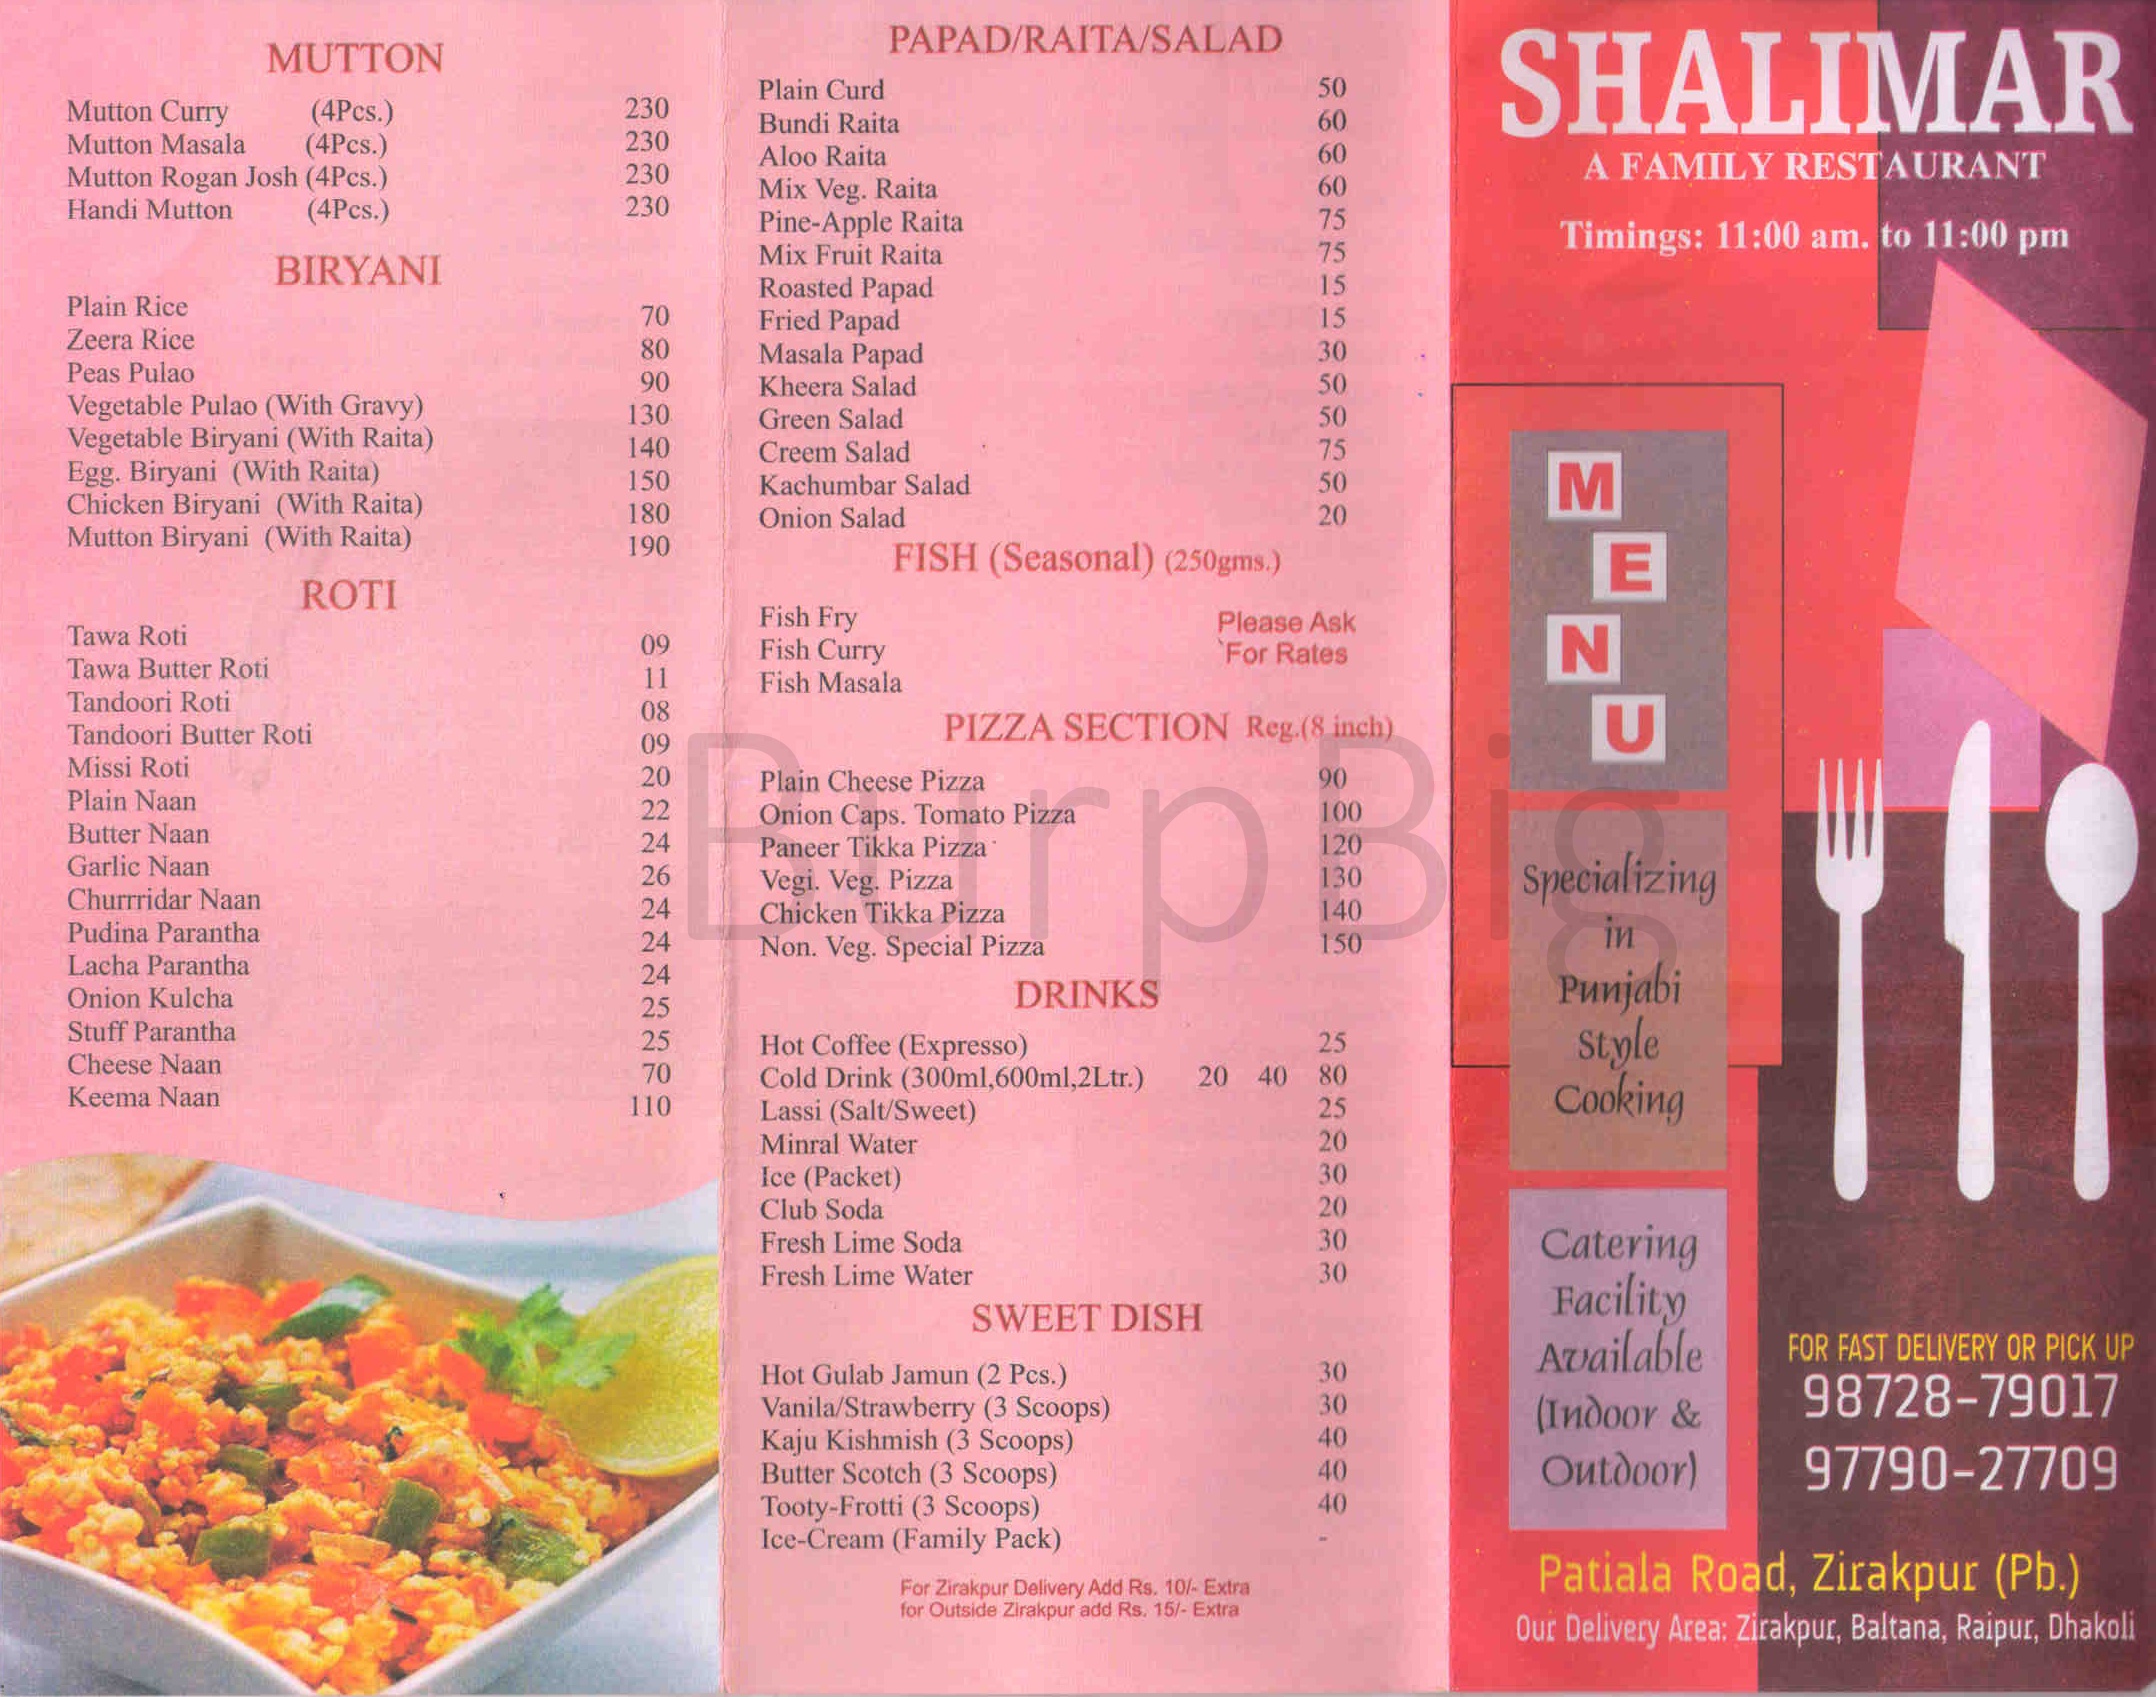 MUTTON
Mutton Curry (4Pcs.) 230
Mutton Masala (4Pcs.) 230
Mutton Rogan Josh (4Pcs.) 230
Handi Mutton (4Pcs.) 230
BIRYANI
Plain Rice 70
Zeera Rice 80
Peas Pulao 90
Vegetable Pulao (With Gravy) 130
Vegetable Biryani (With Raita) 140
Egg. Biryani (With Raita) 150
Chicken Biryani (With Raita) 180
Mutton Biryani (With Raita) 190
ROTI
Tawa Roti 09
Tawa Butter Roti 11
Tandoori Roti 08
Tandoori Butter Roti 09
Missi Roti 20
Plain Naan 22
Butter Naan 24
Garlic Naan 26
Churrridar Naan 24
Pudina Parantha 24
Lacha Parantha 24
Onion Kulcha 25
Stuff Parantha 25
Cheese Naan 70
Keema Naan 110
PAPAD/RAITA/SALAD
Plain Curd 50
Bundi Raita 60
Aloo Raita 60
Mix Veg. Raita 60
Pine-Apple Raita 75
Mix Fruit Raita 75
Roasted Papad 15
Fried Papad 15
Masala Papad 30
Kheera Salad 50
Green Salad 50
Creem Salad 75
Kachumbar Salad 50
Onion Salad 20
FISH (Seasonal) (250gms.)
Fish Fry Please Ask
Fish Curry `For Rates
Fish Masala
PIZZA SECTION Reg.(8 inch)
Plain Cheese Pizza 90
Onion Caps. Tomato Pizza 100
Paneer Tikka Pizza 120
Vegi. Veg. Pizza 130
Chicken Tikka Pizza 140
Non. Veg. Special Pizza 150
DRINKS
Hot Coffee (Expresso) 25
Cold Drink (300ml,600ml,2Ltr.) 20 40 80
Lassi (Salt/Sweet) 25
Minral Water 20
Ice (Packet) 30
Club Soda 20
Fresh Lime Soda 30
Fresh Lime Water 30
SWEET DISH
Hot Gulab Jamun (2 Pcs.) 30
Vanila/Strawberry (3 Scoops) 30
Kaju Kishmish (3 Scoops) 40
Butter Scotch (3 Scoops) 40
Tooty-Frotti (3 Scoops) 40
Ice-Cream (Family Pack) -
For Zirakpur Delivery Add Rs. 10/- Extra
for Outside Zirakpur add Rs. 15/- Extra
SHALIMAR
A FAMILY RESTAURANT
Timings: 11:00 am. to 11:00 pm
M
E
N
U
Specializing
in
Punjabi
Style
Cooking
Catering
Facility
Available
(Indoor &
Outdoor)
FOR FAST DELIVERY OR PICK UP
98728-79017
97790-27709
Patiala Road, Zirakpur (Pb.)
Our Delivery Area: Zirakpur, Baltana, Raipur, Dhakoli
BurpBig